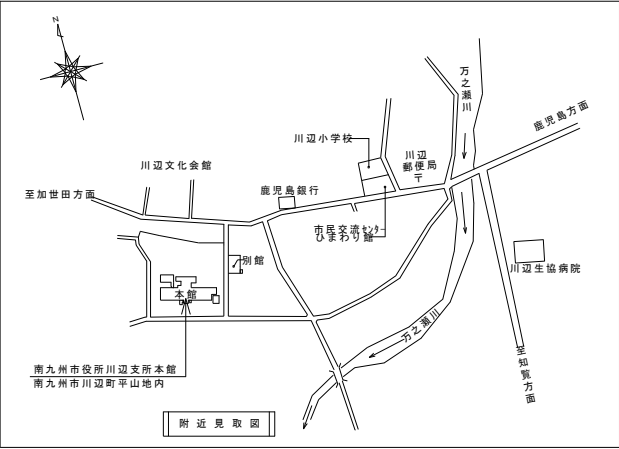 N
万之瀬川
鹿児島方面
川辺小学校
川辺
郵便局
〒
川辺文化会館
鹿児島銀行
至加世田方面
市民交流センター
ひまわり館
別館
川辺生協病院
本館
万之瀬川
至知覧方面
南九州市役所川辺支所本館
南九州市川辺町平山地内
附近見取図